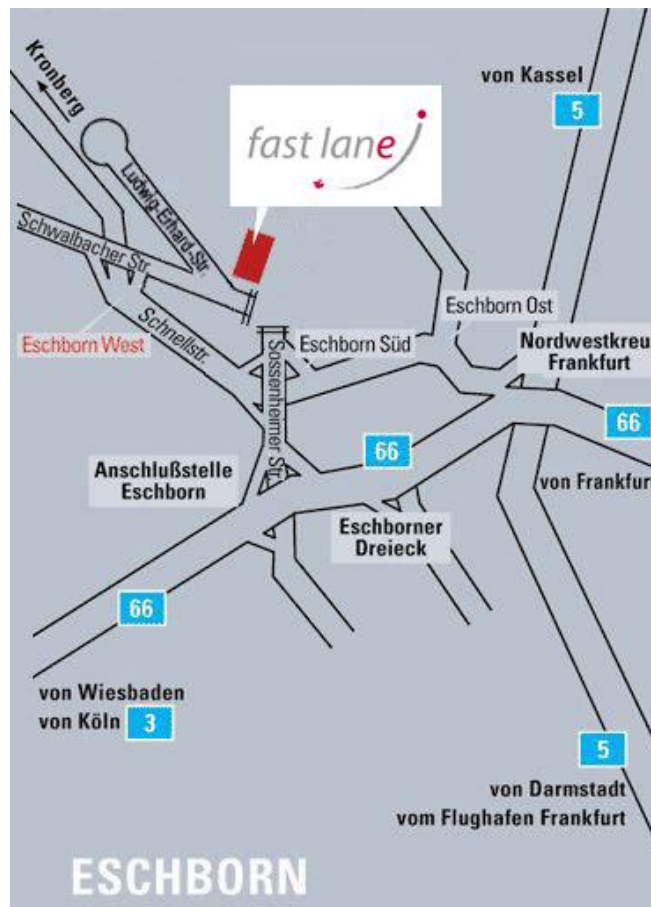 Kronberg
von Kassel
5
fast lane
Ludwig-Erhard-Str.
Schwalbacher Str.
Eschborn West
Schnellstr.
Sossenheimer Str.
Eschborn Süd
Eschborn Ost
Nordwestkreu
Frankfurt
66
66
von Frankfurt
Anschlußstelle
Eschborn
Eschborner
Dreieck
66
von Wiesbaden
von Köln 3
5
von Darmstadt
vom Flughafen Frankfurt
ESCHBORN